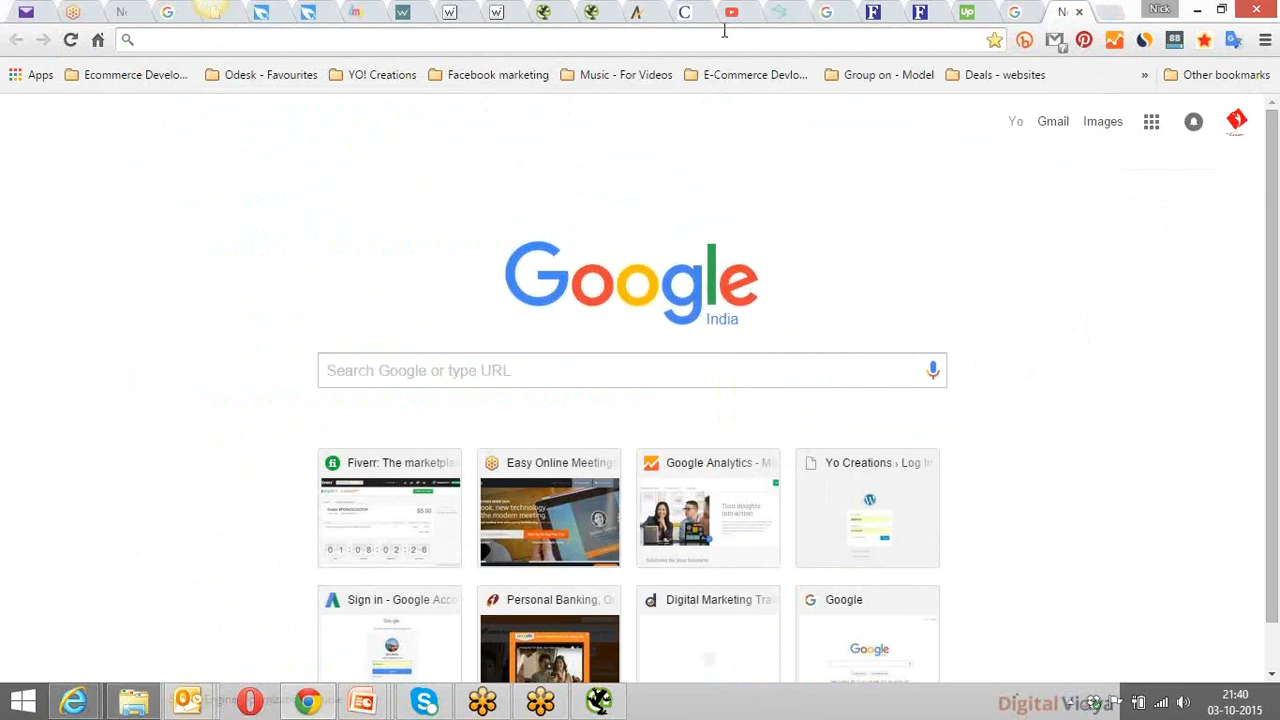 Nick
Apps
Ecommerce Develo...
Odesk - Favourites
YO! Creations
Facebook marketing
Music - For Videos
E-Commerce Devlo...
Group on - Model
Deals - websites
»
Other bookmarks
Yo Gmail Images
Google
India
Search Google or type URL
Fiverr: The marketpla
Easy Online Meeting
Google Analytics - M
Yo Creations › Log In
Sign in - Google Acco
Personal Banking, O
Digital Marketing Tra
Google
Digital Vidya
21:40
03-10-2015